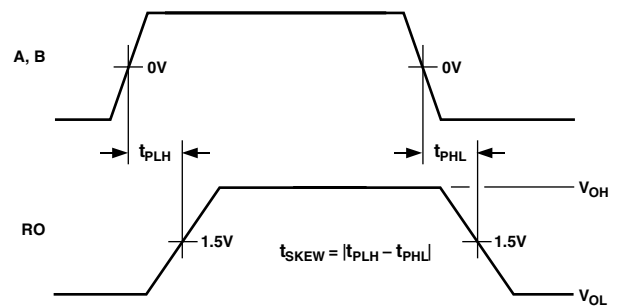 A, B
0V
0V
tPLH
tPHL
VOH
RO
1.5V
tSKEW = |tPLH – tPHL|
1.5V
VOL